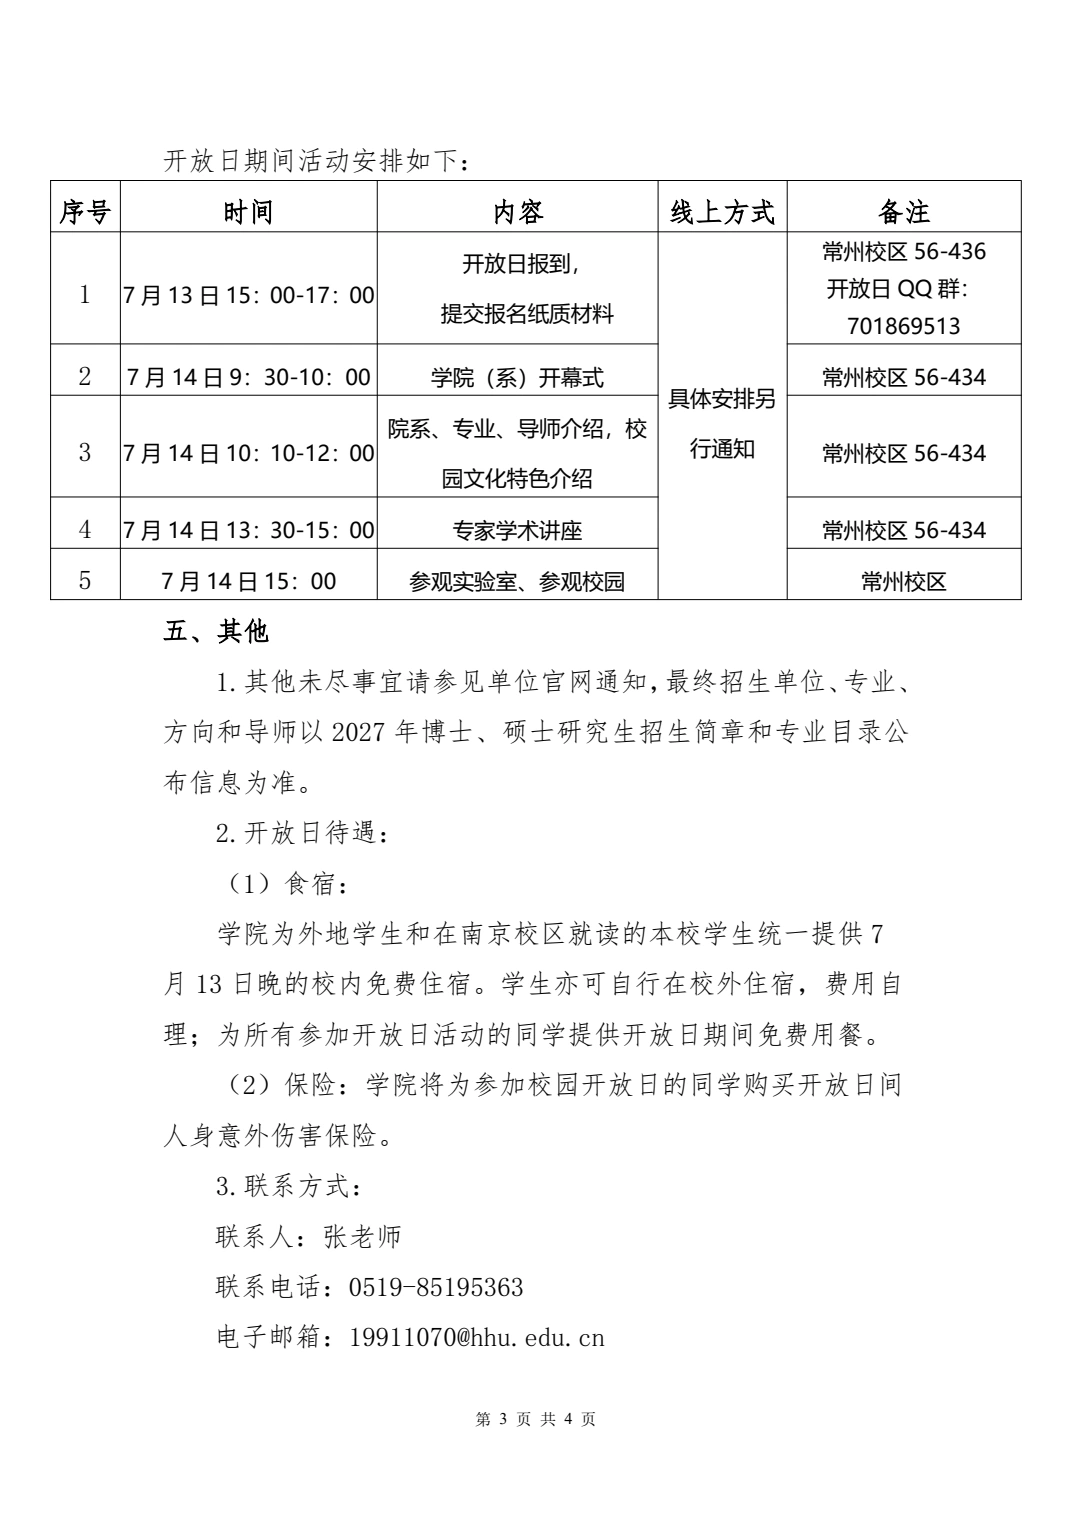 开放日期间活动安排如下：
序号 时间 内容 线上方式 备注
1 7月13日15：00-17：00 开放日报到，
提交报名纸质材料
常州校区 56-436
开放日 QQ 群：
701869513
2 7月14日9：30-10：00 学院（系）开幕式 常州校区 56-434
具体安排另
行通知
3 7月14日10：10-12：00 院系、专业、导师介绍，校
园文化特色介绍
常州校区 56-434
4 7月14日13：30-15：00 专家学术讲座 常州校区 56-434
5 7月14日15：00 参观实验室、参观校园 常州校区
五、其他
1.其他未尽事宜请参见单位官网通知，最终招生单位、专业、
方向和导师以 2027 年博士、硕士研究生招生简章和专业目录公
布信息为准。
2.开放日待遇：
（1）食宿：
学院为外地学生和在南京校区就读的本校学生统一提供 7
月 13 日晚的校内免费住宿。学生亦可自行在校外住宿，费用自
理；为所有参加开放日活动的同学提供开放日期间免费用餐。
（2）保险：学院将为参加校园开放日的同学购买开放日间
人身意外伤害保险。
3.联系方式：
联系人：张老师
联系电话：0519-85195363
电子邮箱：19911070@hhu.edu.cn
第 3 页 共 4 页